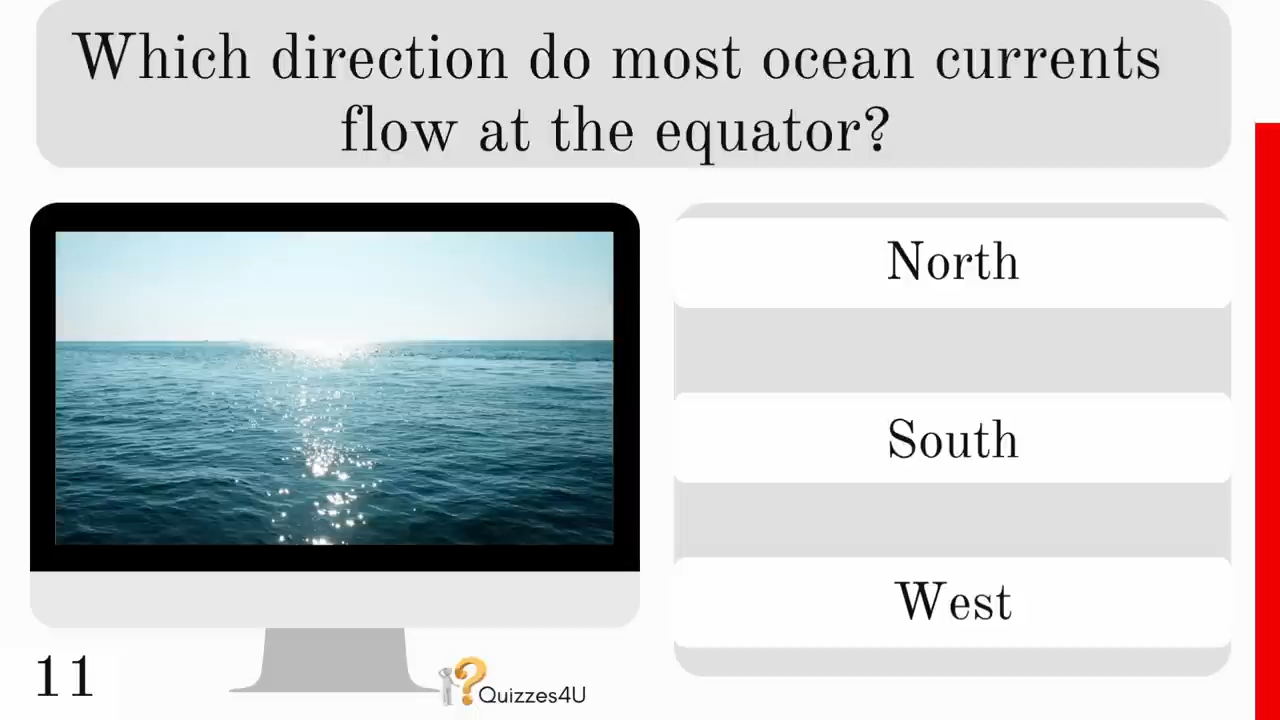 Which direction do most ocean currents
flow at the equator?
North
South
West
11
Quizzes4U